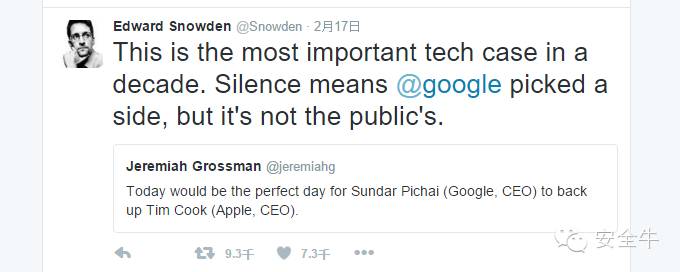 Edward Snowden @Snowden · 2月17日
This is the most important tech case in a
decade. Silence means @google picked a
side, but it's not the public's.
Jeremiah Grossman @jeremiahg
Today would be the perfect day for Sundar Pichai (Google, CEO) to back
up Tim Cook (Apple, CEO).
9.3千 7.3千
安全牛